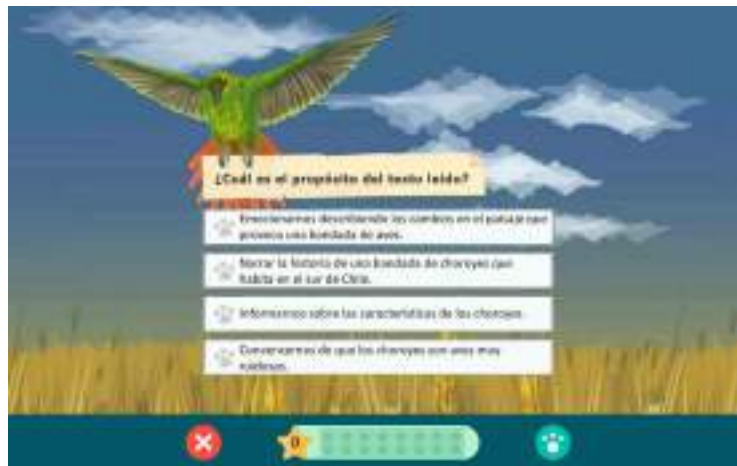 ¿Cuál es el propósito del texto leído?
Emocionarnos describiendo los cambios en el paisaje que
provoca una bandada de aves.
Narrar la historia de una bandada de choroyes que
habita en el sur de Chile.
Informarnos sobre las características de los choroyes.
Convencernos de que los choroyes son aves muy
ruidosas.
0